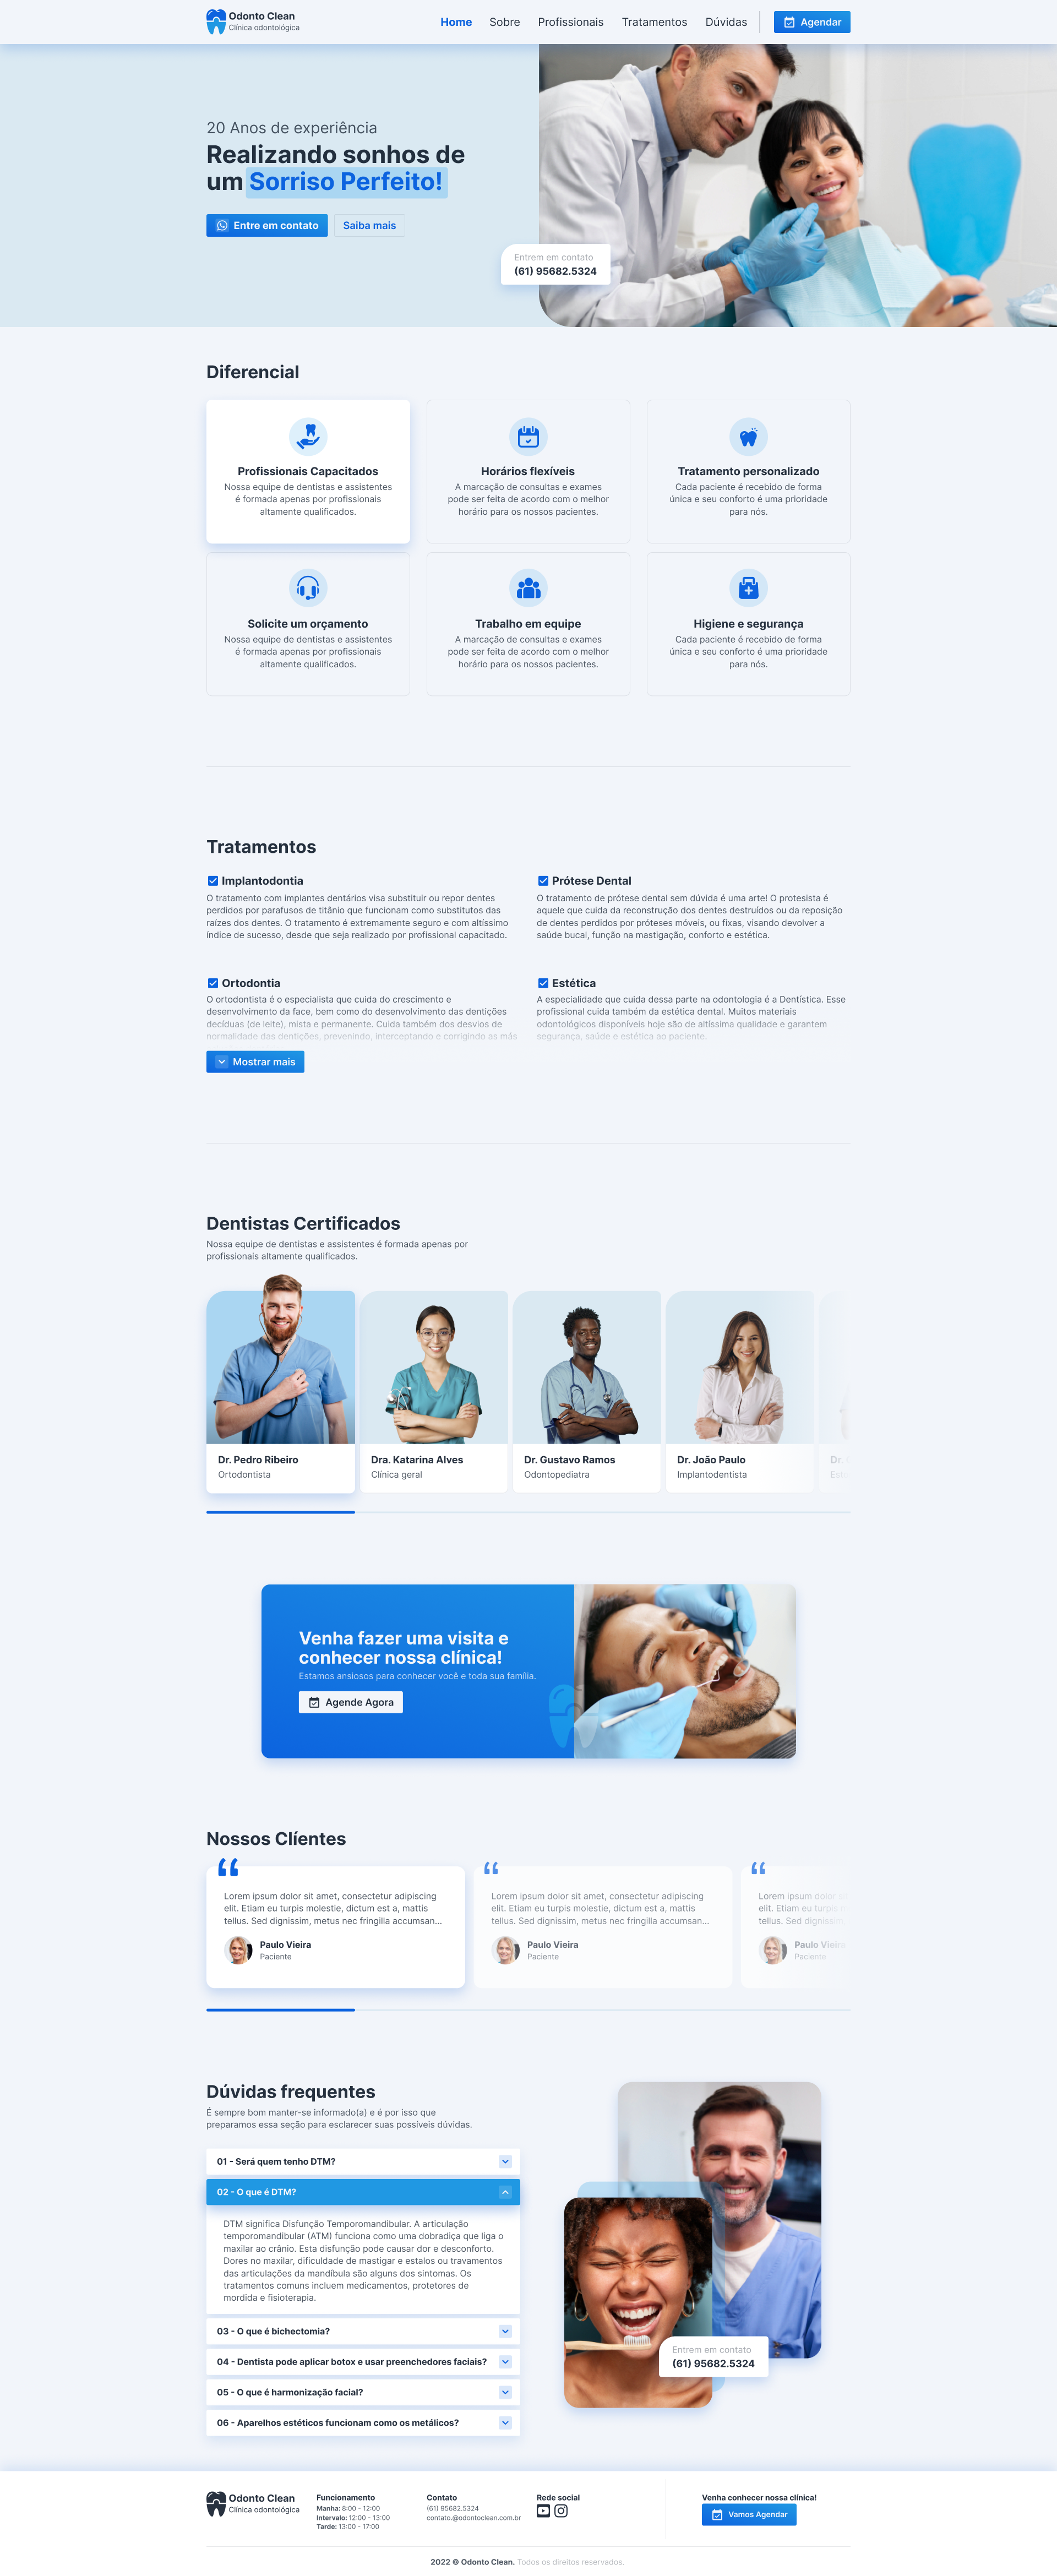 Odonto Clean
Clínica odontológica
Home
Sobre
Profissionais
Tratamentos
Dúvidas
Agendar
20 Anos de experiência
Realizando sonhos de
um Sorriso Perfeito!
Entre em contato
Saiba mais
Entrem em contato
(61) 95682.5324
Diferencial
Profissionais Capacitados
Nossa equipe de dentistas e assistentes
é formada apenas por profissionais
altamente qualificados.
Horários flexíveis
A marcação de consultas e exames
pode ser feita de acordo com o melhor
horário para os nossos pacientes.
Tratamento personalizado
Cada paciente é recebido de forma
única e seu conforto é uma prioridade
para nós.
Solicite um orçamento
Nossa equipe de dentistas e assistentes
é formada apenas por profissionais
altamente qualificados.
Trabalho em equipe
A marcação de consultas e exames
pode ser feita de acordo com o melhor
horário para os nossos pacientes.
Higiene e segurança
Cada paciente é recebido de forma
única e seu conforto é uma prioridade
para nós.
Tratamentos
Implantodontia
O tratamento com implantes dentários visa substituir ou repor dentes
perdidos por parafusos de titânio que funcionam como substitutos das
raízes dos dentes. O tratamento é extremamente seguro e com altíssimo
índice de sucesso, desde que seja realizado por profissional capacitado.
Prótese Dental
O tratamento de prótese dental sem dúvida é uma arte! O protesista é
aquele que cuida da reconstrução dos dentes destruídos ou da reposição
de dentes perdidos por próteses móveis, ou fixas, visando devolver a
saúde bucal, função na mastigação, conforto e estética.
Ortodontia
O ortodontista é o especialista que cuida do crescimento e
desenvolvimento da face, bem como do desenvolvimento das dentições
decíduas (de leite), mista e permanente. Cuida também dos desvios de
normalidade das dentições, prevenindo, interceptando e corrigindo as más
Estética
A especialidade que cuida dessa parte na odontologia é a Dentística. Esse
profissional cuida também da estética dental. Muitos materiais
odontológicos disponíveis hoje são de altíssima qualidade e garantem
segurança, saúde e estética ao paciente.
Mostrar mais
Dentistas Certificados
Nossa equipe de dentistas e assistentes é formada apenas por
profissionais altamente qualificados.
Dr. Pedro Ribeiro
Ortodontista
Dra. Katarina Alves
Clínica geral
Dr. Gustavo Ramos
Odontopediatra
Dr. João Paulo
Implantodentista
Dr.
Venha fazer uma visita e
conhecer nossa clínica!
Estamos ansiosos para conhecer você e toda sua família.
Agende Agora
Nossos Clíentes
Lorem ipsum dolor sit amet, consectetur adipiscing
elit. Etiam eu turpis molestie, dictum est a, mattis
tellus. Sed dignissim, metus nec fringilla accumsan...
Paulo Vieira
Paciente
Lorem ipsum dolor sit amet, consectetur adipiscing
elit. Etiam eu turpis molestie, dictum est a, mattis
tellus. Sed dignissim, metus nec fringilla accumsan...
Paulo Vieira
Paciente
Lorem ipsum dolor
elit. Etiam eu turpis
tellus. Sed dignissim
Paulo Vieira
Paciente
Dúvidas frequentes
É sempre bom manter-se informado(a) e é por isso que
preparamos essa seção para esclarecer suas possíveis dúvidas.
01 - Será quem tenho DTM?
02 - O que é DTM?
DTM significa Disfunção Temporomandibular. A articulação
temporomandibular (ATM) funciona como uma dobradiça que liga o
maxilar ao crânio. Esta disfunção pode causar dor e desconforto.
Dores no maxilar, dificuldade de mastigar e estalos ou travamentos
das articulações da mandíbula são alguns dos sintomas. Os
tratamentos comuns incluem medicamentos, protetores de
mordida e fisioterapia.
03 - O que é bichectomia?
04 - Dentista pode aplicar botox e usar preenchedores faciais?
05 - O que é harmonização facial?
06 - Aparelhos estéticos funcionam como os metálicos?
Entrem em contato
(61) 95682.5324
Odonto Clean
Clínica odontológica
Funcionamento
Manha: 8:00 - 12:00
Intervalo: 12:00 - 13:00
Tarde: 13:00 - 17:00
Contato
(61) 95682.5324
contato.@odontoclean.com.br
Rede social
Venha conhecer nossa clínica!
Vamos Agendar
2022 © Odonto Clean. Todos os direitos reservados.